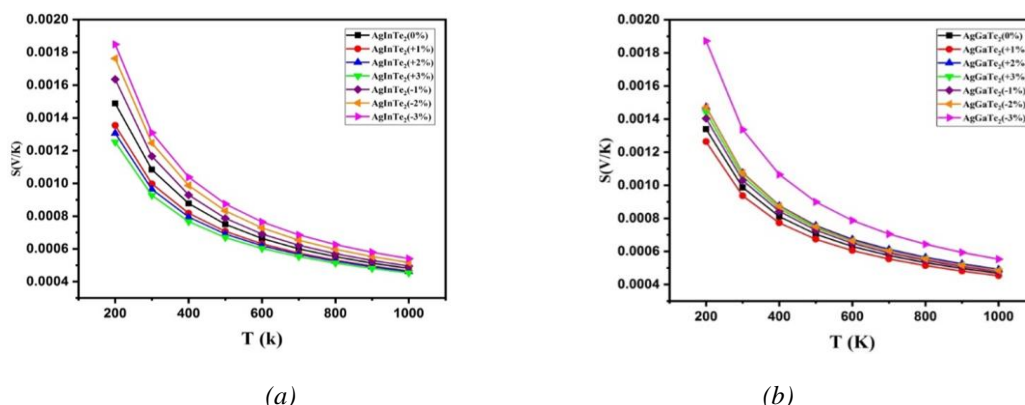 0.0020
0.0018
0.0016
0.0014
0.0012
0.0010
0.0008
0.0006
0.0004
S(V/K)
AgInTe2(0%)
AgInTe2(+1%)
AgInTe2(+2%)
AgInTe2(+3%)
AgInTe2(-1%)
AgInTe2(-2%)
AgInTe2(-3%)
200 400 600 800 1000
T (k)
(a)
0.0020
0.0018
0.0016
0.0014
0.0012
0.0010
0.0008
0.0006
0.0004
S(V/K)
AgGaTe2(0%)
AgGaTe2(+1%)
AgGaTe2(+2%)
AgGaTe2(+3%)
AgGaTe2(-1%)
AgGaTe2(-2%)
AgGaTe2(-3%)
200 400 600 800 1000
T (K)
(b)